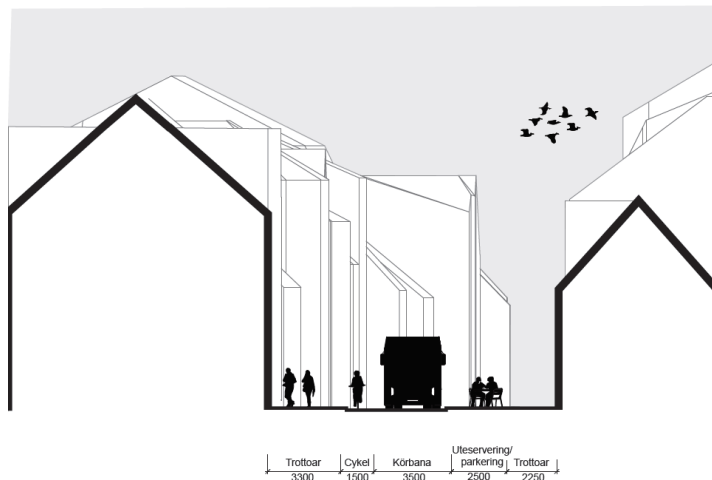 Uteservering/
Trottoar Cykel Körbana parkering Trottoar
3300 1500 3500 2500 2250